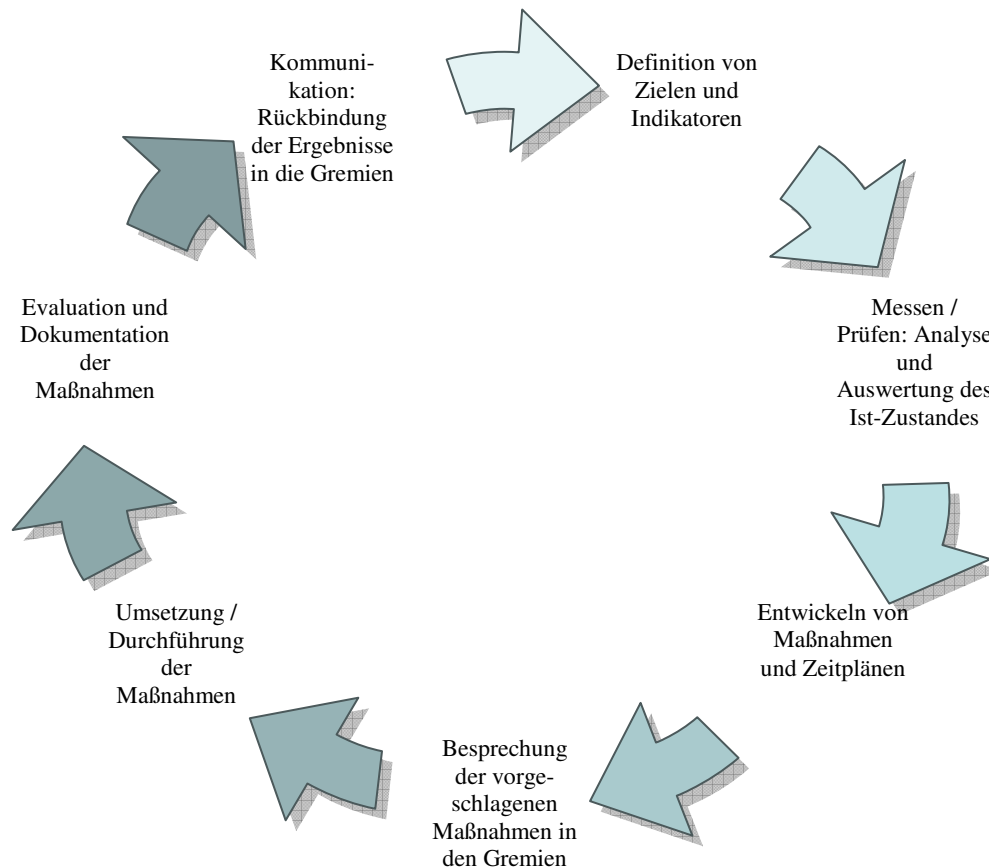 Kommuni-
kation:
Rückbindung
der Ergebnisse
in die Gremien
Definition von
Zielen und
Indikatoren
Messen /
Prüfen: Analyse
und
Auswertung des
Ist-Zustandes
Entwickeln von
Maßnahmen
und Zeitplänen
Besprechung
der vorge-
schlagenen
Maßnahmen in
den Gremien
Umsetzung /
Durchführung
der
Maßnahmen
Evaluation und
Dokumentation
der
Maßnahmen